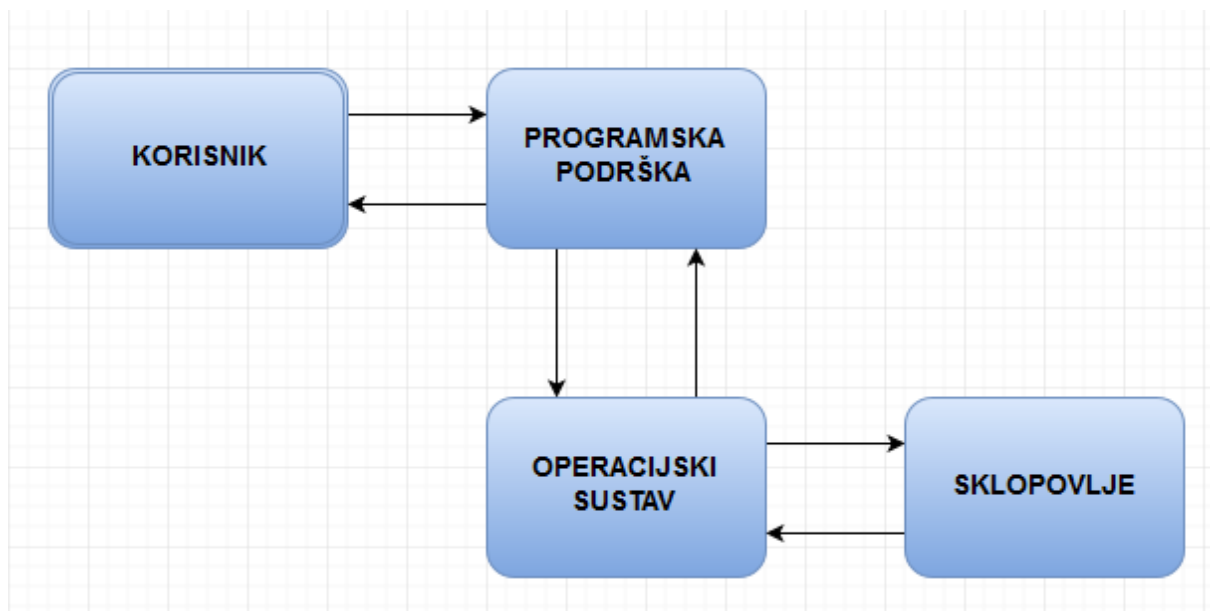 KORISNIK
PROGRAMSKA
PODRŠKA
OPERACIJSKI
SUSTAV
SKLOPOVLJE